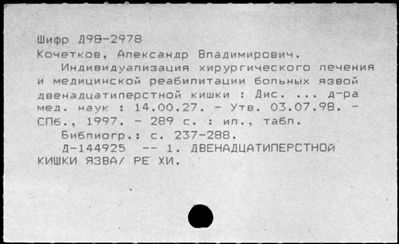 Шифр Д98-2978
Кочетков, Александр Владимирович.
Индивидуализация хирургического лечения
и медицинской реабилитации больных язвой
двенадцатиперстной кишки : Дис. ... д-ра
мед. наук : 14.00.27. - Утв. 03.07.98. -
СПб., 1997. - 289 с. : ил., табл.
Библиогр.: с. 237-288.
Д-144925 -- 1. ДВЕНАДЦАТИПЕРСТНОЙ
КИШКИ ЯЗВА/ РЕ ХИ.